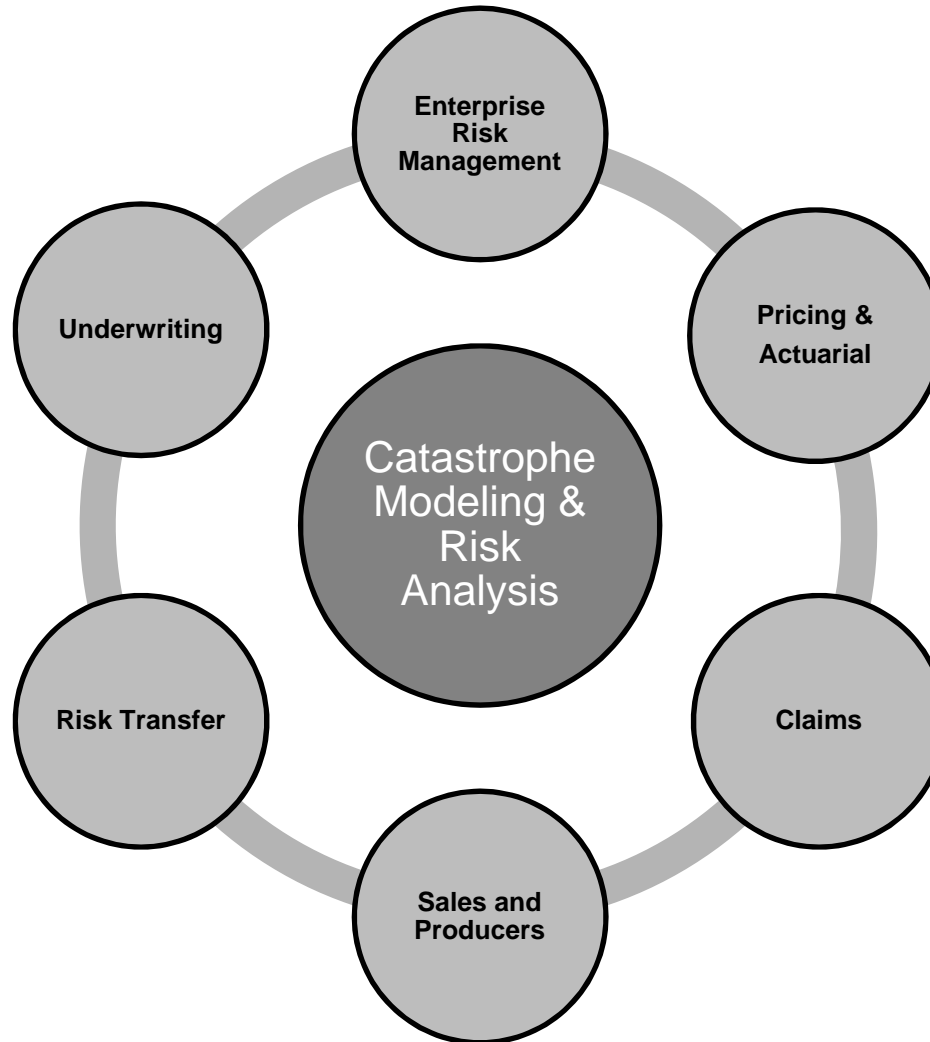 Enterprise
Risk
Management
Underwriting
Pricing &
Actuarial
Catastrophe
Modeling &
Risk
Analysis
Risk Transfer
Claims
Sales and
Producers